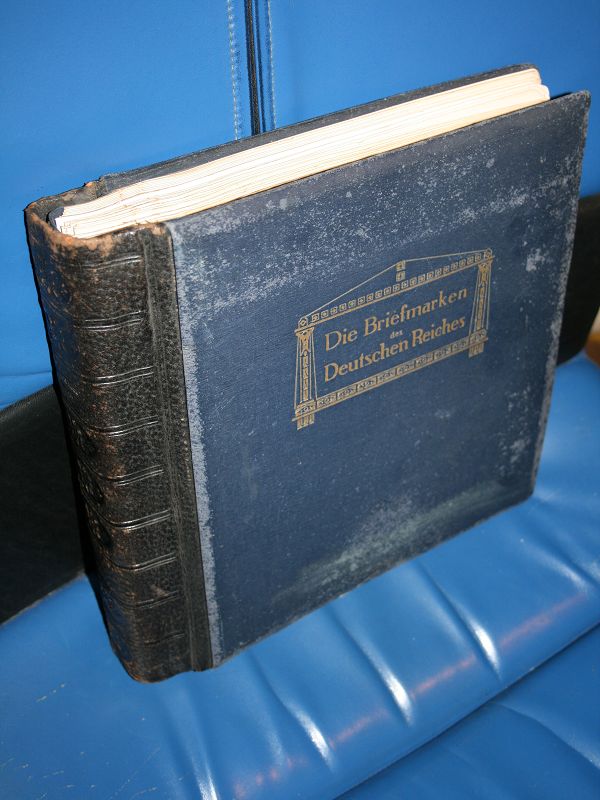 Die Briefmarken
des
Deutschen Reiches